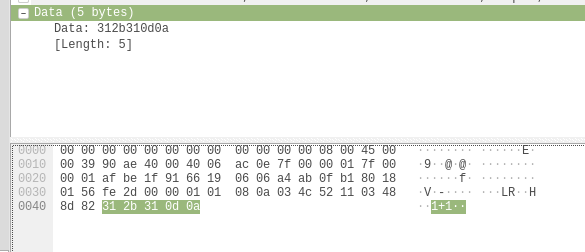 Data (5 bytes)
Data: 312b310d0a
[Length: 5]
0000 00 00 00 00 00 00 00 00 00 00 00 00 08 00 45 00 ········ ······E·
0010 00 39 90 ae 40 00 40 06 ac 0e 7f 00 00 01 7f 00 ·9··@·@· ········
0020 00 01 af be 1f 91 66 19 06 06 a4 ab 0f b1 80 18 ······f· ········
0030 01 56 fe 2d 00 00 01 01 08 0a 03 4c 52 11 03 48 ·V·-···· ···LR··H
0040 8d 82 31 2b 31 0d 0a ··1+1··